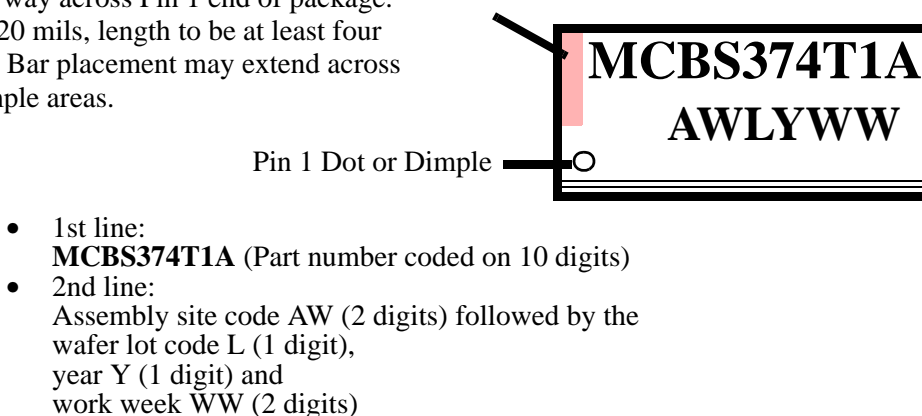 way across Pin 1 end of package.
20 mils, length to be at least four
Bar placement may extend across
areas.
MCBS374T1A
AWLYWW
Pin 1 Dot or Dimple
• 1st line:
MCBS374T1A (Part number coded on 10 digits)
• 2nd line:
Assembly site code AW (2 digits) followed by the
wafer lot code L (1 digit),
year Y (1 digit) and
work week WW (2 digits)